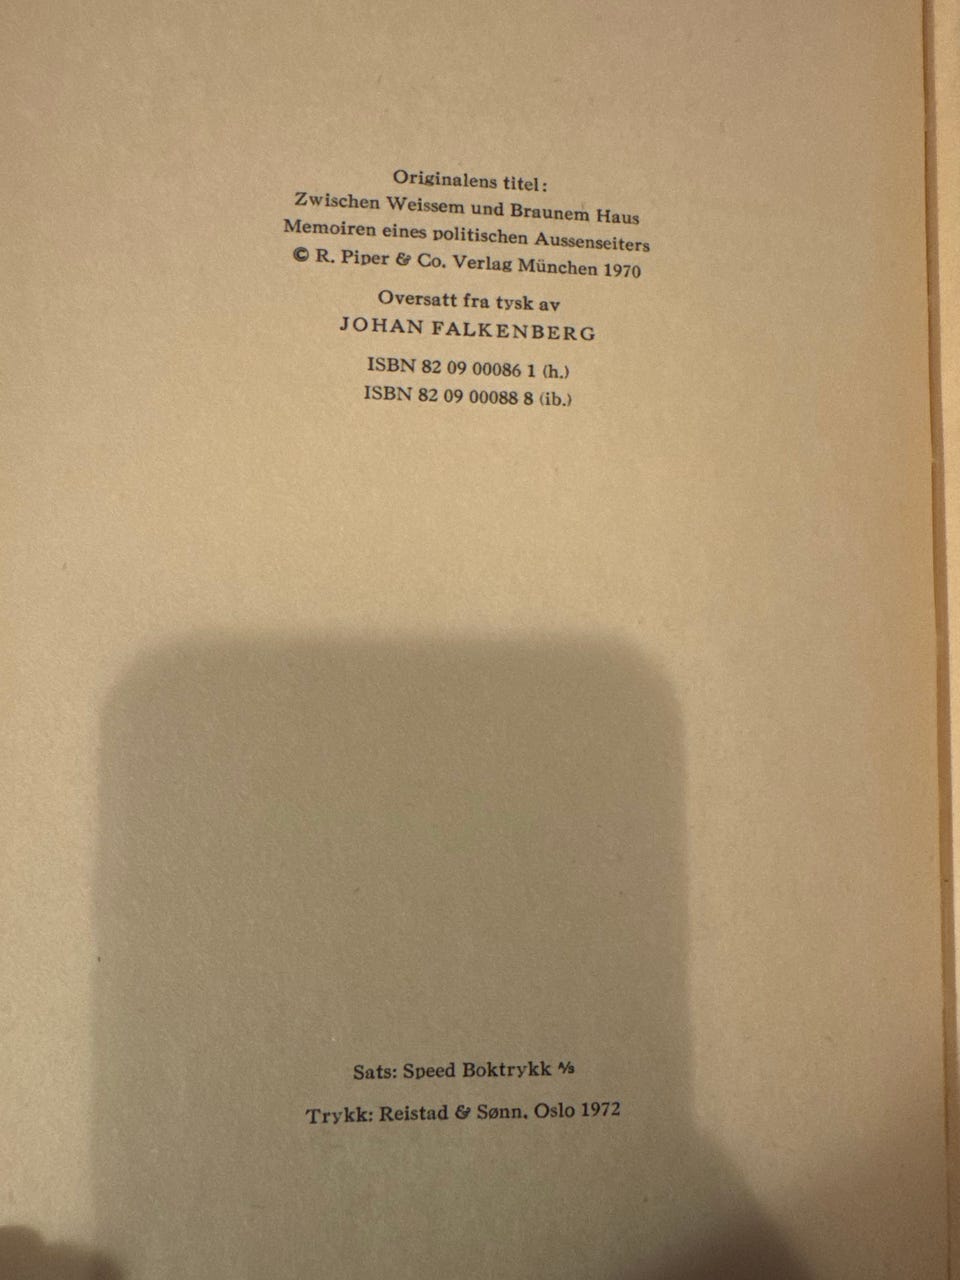 Originalens titel:
Zwischen Weissem und Braunem Haus
Memoiren eines politischen Aussenseiters
© R. Piper & Co. Verlag München 1970
Oversatt fra tysk av
JOHAN FALKENBERG
ISBN 82 09 00086 1 (h.)
ISBN 82 09 00088 8 (ib.)
Sats: Speed Boktrykk A/s
Trykk: Reistad & Sønn. Oslo 1972